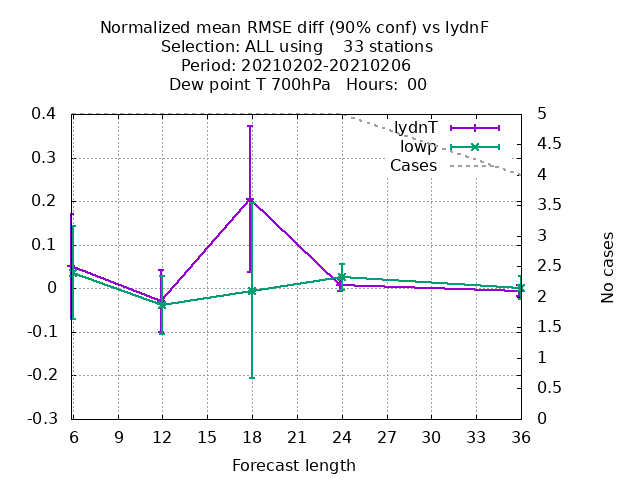 Normalized mean RMSE diff (90% conf) vs lydnF
Selection: ALL using    33 stations
Period: 20210202-20210206
Dew point T 700hPa   Hours:  00
lydnT
lowp
Cases
0.4
0.3
0.2
0.1
0
-0.1
-0.2
-0.3
5
4.5
4
3.5
3
2.5
2
1.5
1
0.5
0
No cases
6 9 12 15 18 21 24 27 30 33 36
Forecast length